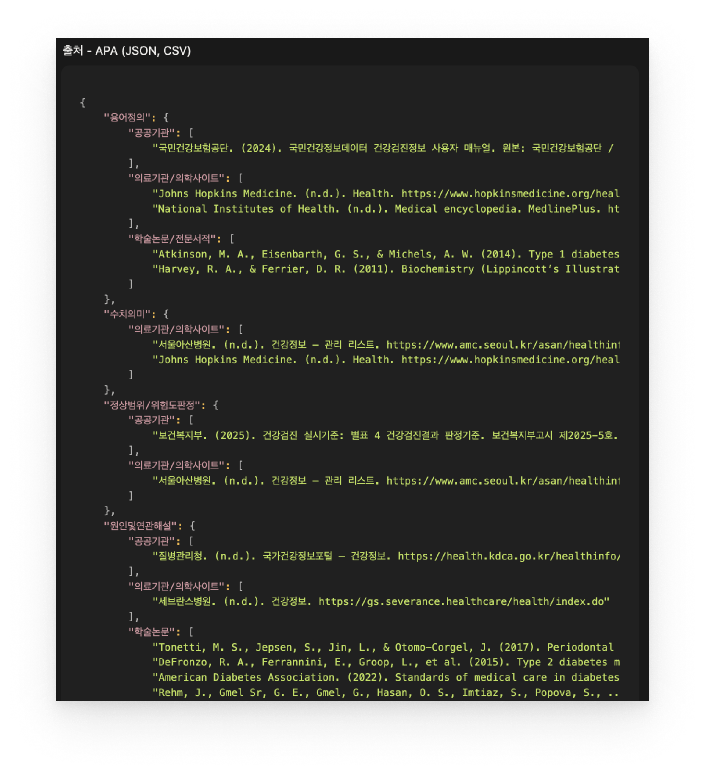 출처 - APA (JSON, CSV)
{
"용어정의": {
"공공기관": [
"국민건강보험공단. (2024). 국민건강정보데이터 건강검진정보 사용자 매뉴얼. 원본: 국민건강보험공단 /
],
"의료기관/의학사이트": [
"Johns Hopkins Medicine. (n.d.). Health. https://www.hopkinsmedicine.org/heal
"National Institutes of Health. (n.d.). Medical encyclopedia. MedlinePlus. ht
],
"학술논문/전문서적": [
"Atkinson, M. A., Eisenbarth, G. S., & Michels, A. W. (2014). Type 1 diabetes
"Harvey, R. A., & Ferrier, D. R. (2011). Biochemistry (Lippincott's Illustrat
]
},
"수치의미": {
"의료기관/의학사이트": [
"서울아산병원. (n.d.). 건강정보 – 관리 리스트. https://www.amc.seoul.kr/asan/healthinf
"Johns Hopkins Medicine. (n.d.). Health. https://www.hopkinsmedicine.org/heal
]
},
"정상범위/위험도판정": {
"공공기관": [
"보건복지부. (2025). 건강검진 실시기준: 별표 4 건강검진결과 판정기준. 보건복지부고시 제2025-5호.
],
"의료기관/의학사이트": [
"서울아산병원. (n.d.). 건강정보 – 관리 리스트. https://www.amc.seoul.kr/asan/healthinf
]
},
"원인및연관해설": {
"공공기관": [
"질병관리청. (n.d.). 국가건강정보포털 – 건강정보. https://health.kdca.go.kr/healthinfo/
],
"의료기관/의학사이트": [
"세브란스병원. (n.d.). 건강정보. https://gs.severance.healthcare/health/index.do"
],
"학술논문": [
"Tonetti, M. S., Jepsen, S., Jin, L., & Otomo-Corgel, J. (2017). Periodontal
"DeFronzo, R. A., Ferrannini, E., Groop, L., et al. (2015). Type 2 diabetes m
"American Diabetes Association. (2022). Standards of medical care in diabetes
"Rehm, J., Gmel Sr, G. E., Gmel, G., Hasan, O. S., Imtiaz, S., Popova, S., ..